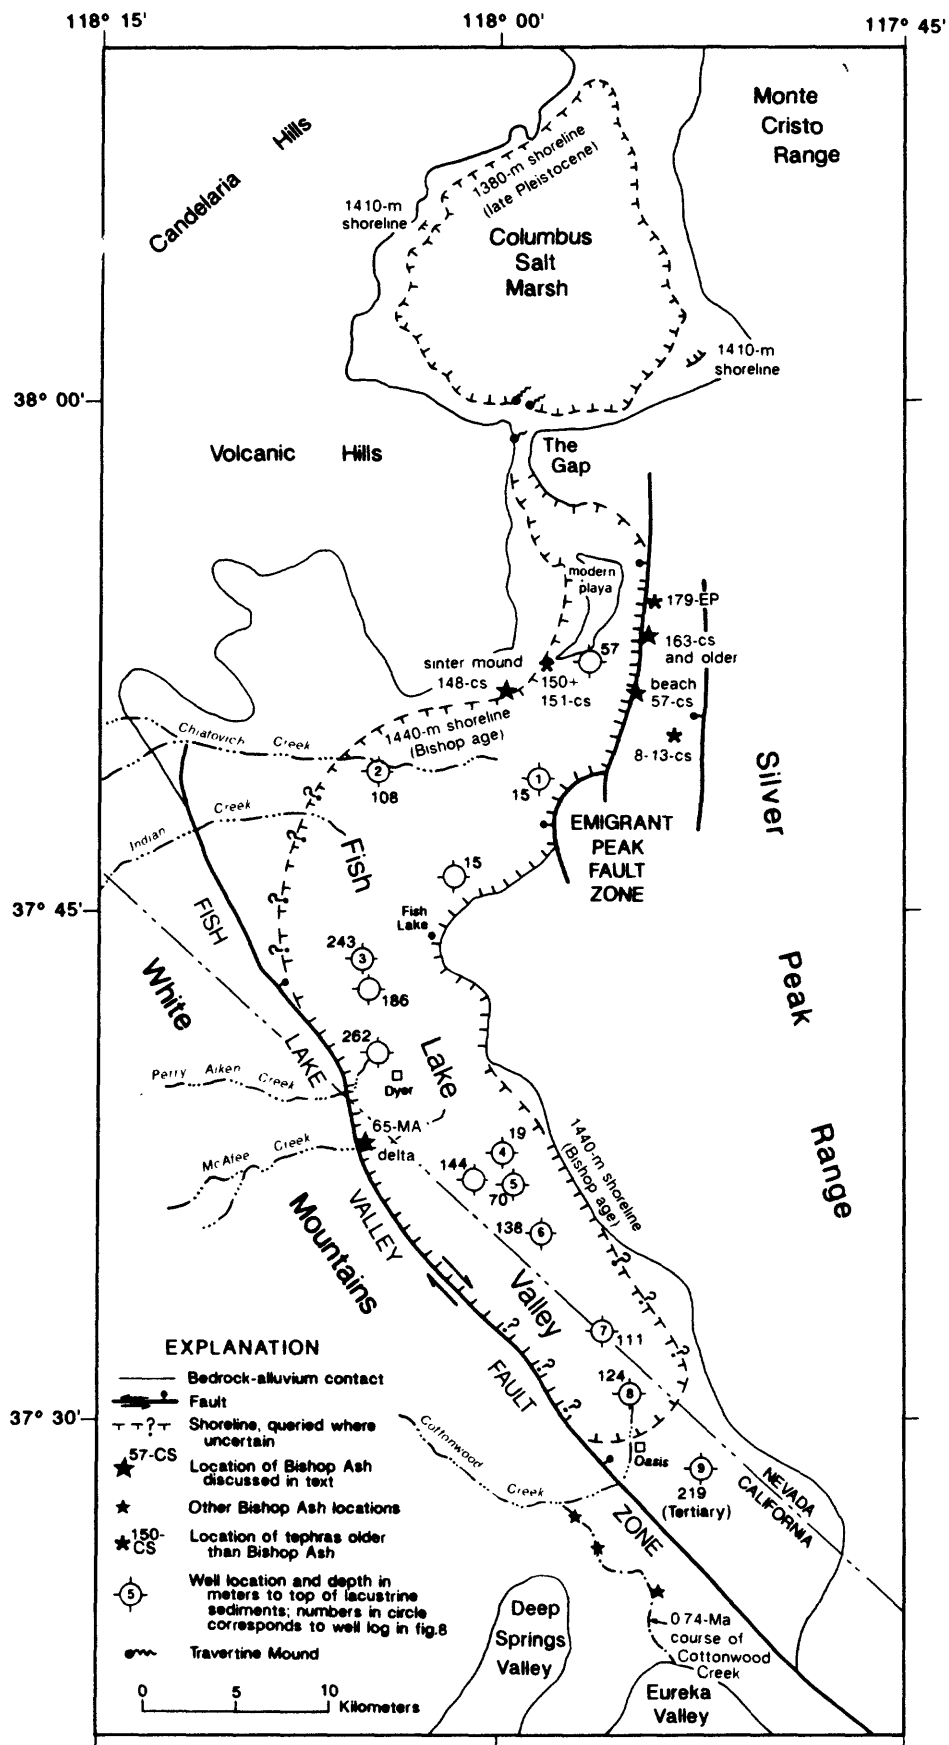 118° 15'
118° 00'
117° 45'
Monte
Cristo
Range
Candelaria Hills
1380-m shoreline
(late Pleistocene)
1410-m
shoreline
Columbus
Salt
Marsh
1410-m
shoreline
38° 00'
Volcanic Hills
The
Gap
modern
playa
179-EP
163-cs
and older
57
sinter mound
148-cs
150+
151-cs
beach
57-cs
8-13-cs
1440-m shoreline
(Bishop age)
Chiatovich Creek
2
108
1
15
Indian Creek
EMIGRANT
PEAK
FAULT
ZONE
Silver
Peak
Range
15
37° 45'
Fish
Lake
Valley
Fish
Lake
FISH
LAKE
VALLEY
FAULT
ZONE
White
Mountains
243
3
186
262
Dyer
Perry Aiken Creek
65-MA
delta
McAfee Creek
19
4
144
70
5
138
6
1440-m shoreline
(Bishop age)
7
111
124
8
37° 30'
Oasis
9
219
(Tertiary)
NEVADA
CALIFORNIA
Cottonwood
Creek
Deep
Springs
Valley
0.74-Ma
course of
Cottonwood
Creek
Eureka
Valley
EXPLANATION
Bedrock-alluvium contact
Fault
? Shoreline, queried where
uncertain
57-CS
Location of Bishop Ash
discussed in text
Other Bishop Ash locations
150-
CS
Location of tephras older
than Bishop Ash
5
Well location and depth in
meters to top of lacustrine
sediments; numbers in circle
corresponds to well log in fig.8
Travertine Mound
0 5 10
Kilometers